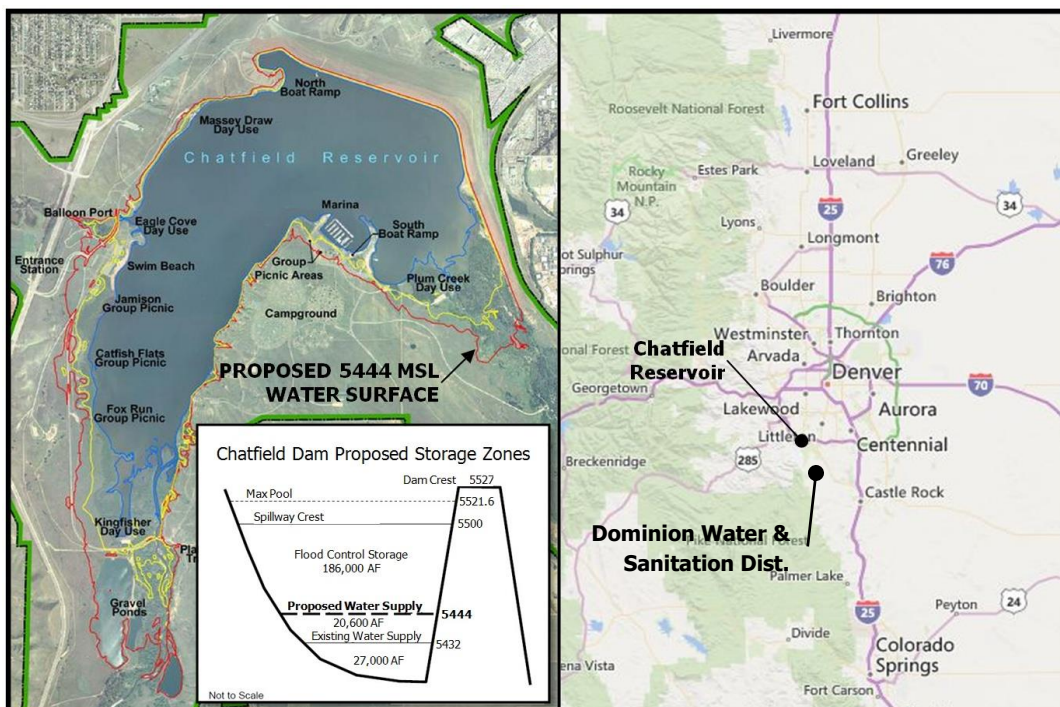 North
Boat Ramp
Massey Draw
Day Use
Chatfield Reservoir
Balloon Port
Eagle Cove
Day Use
Marina
South
Boat Ramp
Entrance
Station
Swim Beach
Group
Picnic Areas
Plum Creek
Day Use
Jamison
Group Picnic
Campground
Catfish Flats
Group Picnic
PROPOSED 5444 MSL
WATER SURFACE
Fox Run
Group Picnic
Kingfisher
Day Use
Gravel
Ponds
Chatfield Dam Proposed Storage Zones
Dam Crest 5527
Max Pool
5521.6
Spillway Crest
5500
Flood Control Storage
186,000 AF
Proposed Water Supply
5444
20,600 AF
Existing Water Supply
5432
27,000 AF
Not to Scale
Livermore
Roosevelt National Forest
Fort Collins
Estes Park
Loveland
Greeley
Rocky
Mountain
N.P.
34
25
34
Lyons
Longmont
Sulphur
76
Boulder
Brighton
Westminster
Thornton
Arvada
Forest
Chatfield
Reservoir
Denver
70
Georgetown
Lakewood
Aurora
Littleton
Centennial
285
Breckenridge
Castle Rock
Dominion Water &
Sanitation Dist.
Pike National Forest
Palmer Lake
25
Peyton
24
Divide
Colorado
Springs
Vista
Fort Carson